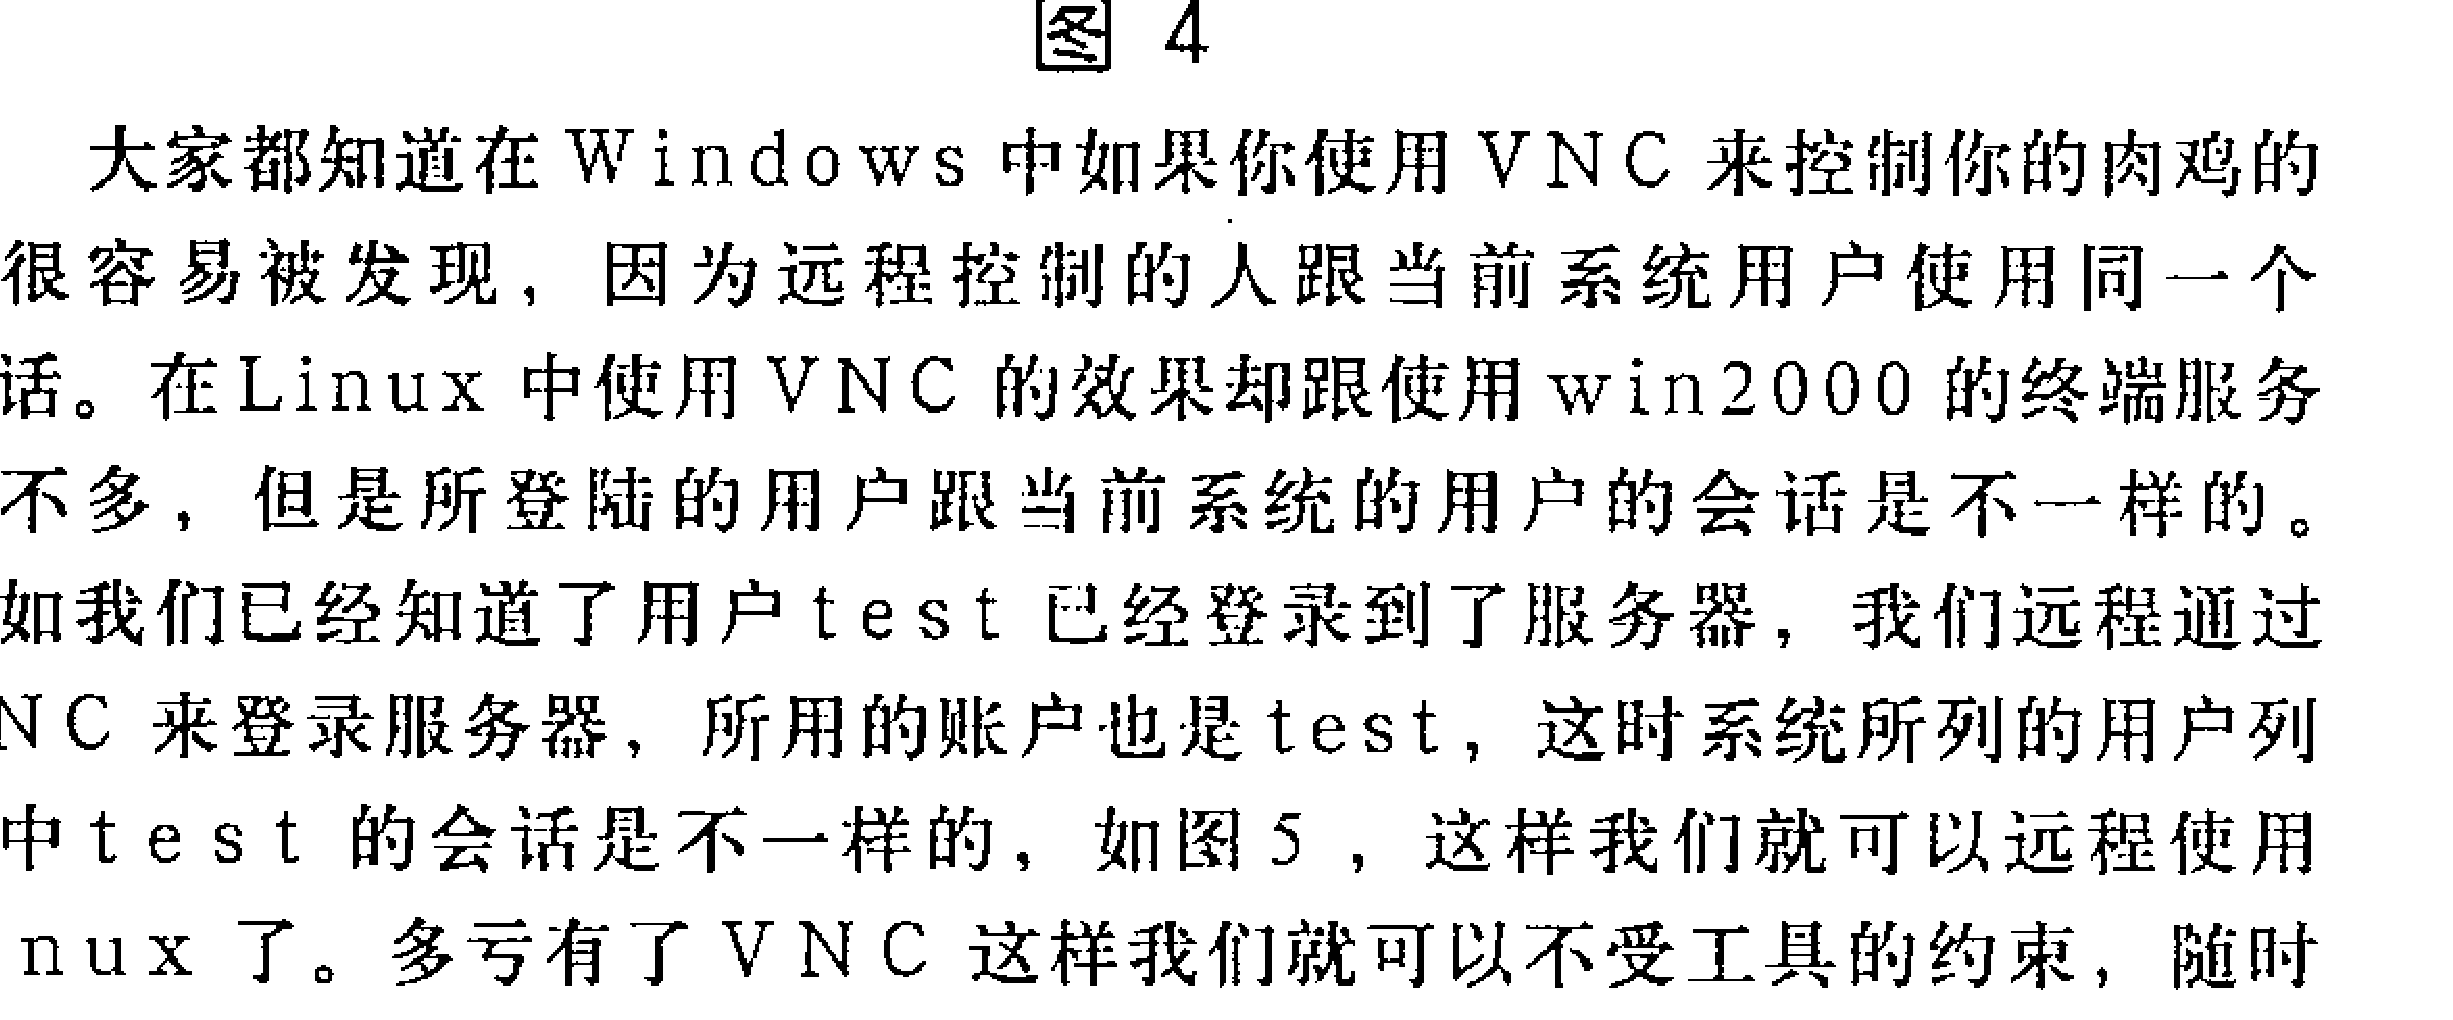 图 4
大家都知道在Windows中如果你使用VNC来控制你的肉鸡的
很容易被发现，因为远程控制的人跟当前系统用户使用同一个
话。在Linux中使用VNC的效果却跟使用win2000的终端服务
不多，但是所登陆的用户跟当前系统的用户的会话是不一样的。
如我们已经知道了用户test已经登录到了服务器，我们远程通过
NC来登录服务器，所用的账户也是test，这时系统所列的用户列
中test的会话是不一样的，如图5，这样我们就可以远程使用
nux了。多亏有了VNC这样我们就可以不受工具的约束，随时